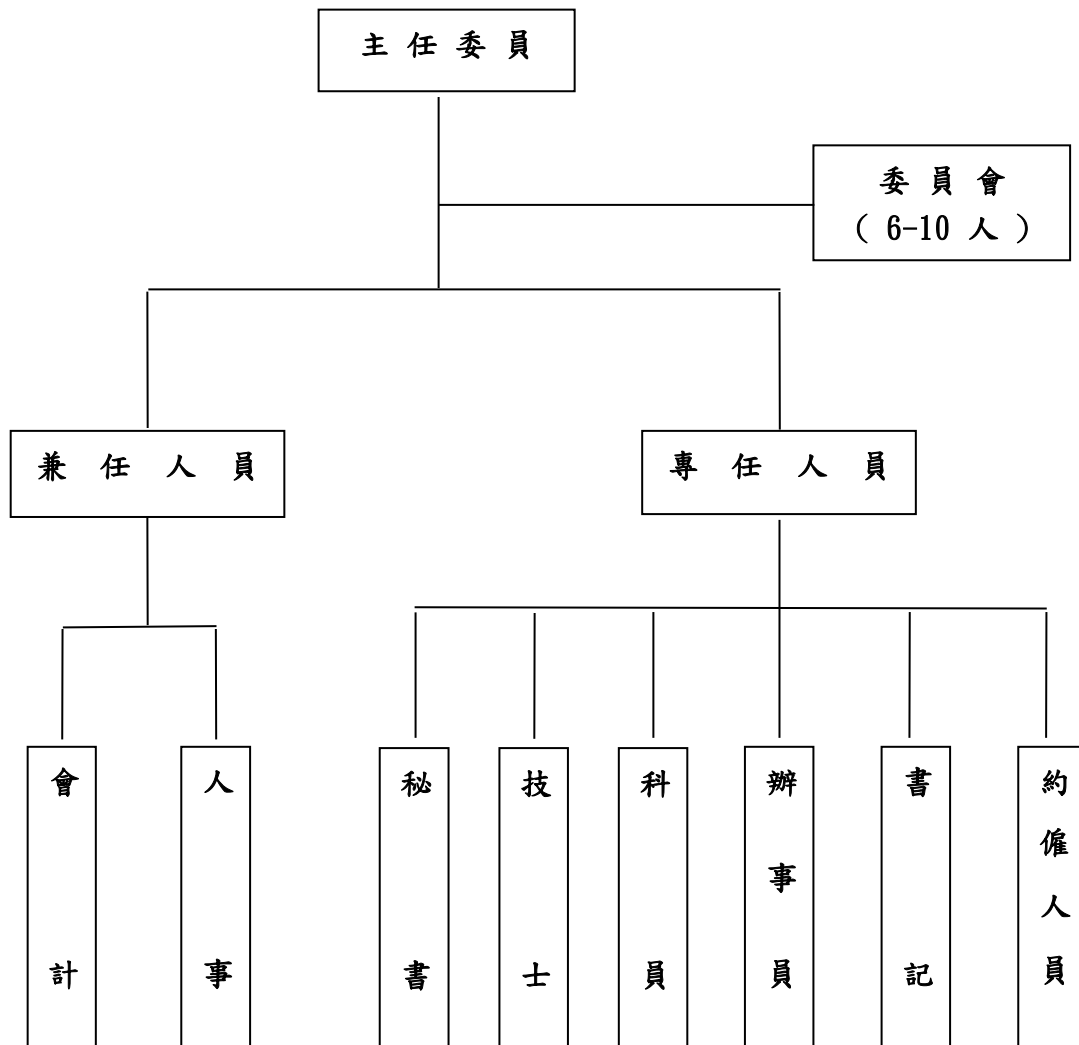 主任委員
委員會
( 6-10 人 )
兼任人員
專任人員
會計
人事
秘書
技士
科員
辦事員
書記
約僱人員